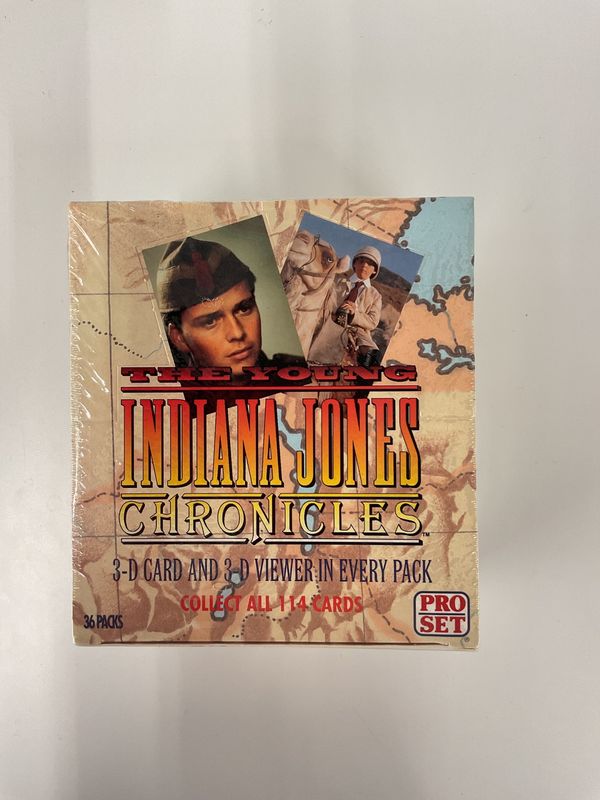 THE YOUNG
INDIANA JONES
CHRONICLES™
3-D CARD AND 3-D VIEWER IN EVERY PACK
COLLECT ALL 114 CARDS
36 PACKS
PRO
SET
®